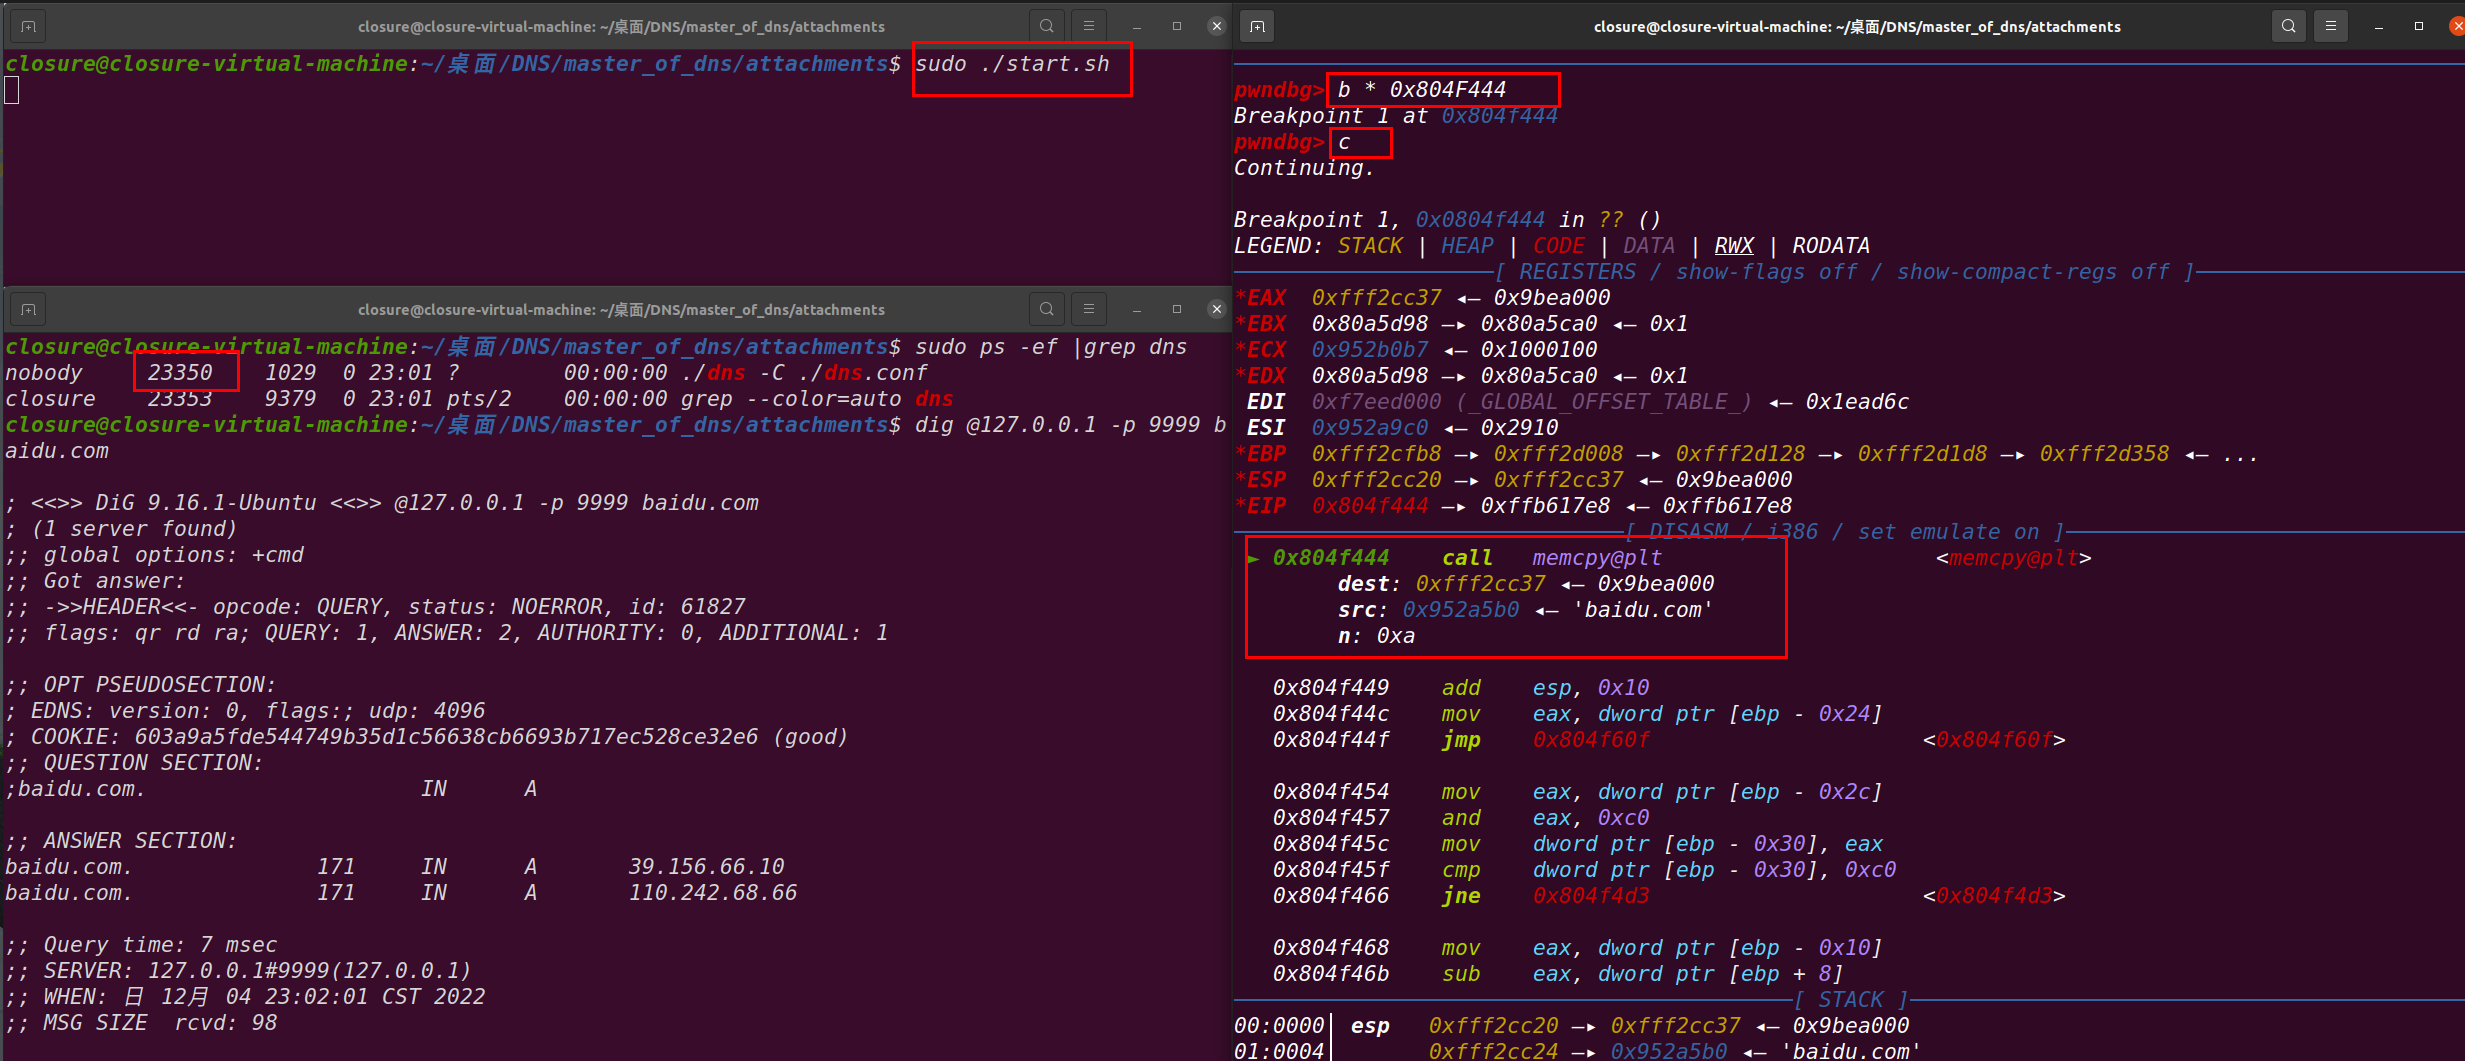 closure@closure-virtual-machine: ~/桌面/DNS/master_of_dns/attachments
closure@closure-virtual-machine:~/桌面/DNS/master_of_dns/attachments$ sudo ./start.sh
closure@closure-virtual-machine: ~/桌面/DNS/master_of_dns/attachments
closure@closure-virtual-machine:~/桌面/DNS/master_of_dns/attachments$ sudo ps -ef |grep dns
nobody 23350 1029 0 23:01 ? 00:00:00 ./dns -C ./dns.conf
closure 23353 9379 0 23:01 pts/2 00:00:00 grep --color=auto dns
closure@closure-virtual-machine:~/桌面/DNS/master_of_dns/attachments$ dig @127.0.0.1 -p 9999 b
aidu.com
; <<>> DiG 9.16.1-Ubuntu <<>> @127.0.0.1 -p 9999 baidu.com
; (1 server found)
;; global options: +cmd
;; Got answer:
;; ->>HEADER<<- opcode: QUERY, status: NOERROR, id: 61827
;; flags: qr rd ra; QUERY: 1, ANSWER: 2, AUTHORITY: 0, ADDITIONAL: 1
;; OPT PSEUDOSECTION:
; EDNS: version: 0, flags:; udp: 4096
; COOKIE: 603a9a5fde544749b35d1c56638cb6693b717ec528ce32e6 (good)
;; QUESTION SECTION:
;baidu.com. IN A
;; ANSWER SECTION:
baidu.com. 171 IN A 39.156.66.10
baidu.com. 171 IN A 110.242.68.66
;; Query time: 7 msec
;; SERVER: 127.0.0.1#9999(127.0.0.1)
;; WHEN: 日 12月 04 23:02:01 CST 2022
;; MSG SIZE rcvd: 98
closure@closure-virtual-machine: ~/桌面/DNS/master_of_dns/attachments
pwndbg> b * 0x804F444
Breakpoint 1 at 0x804f444
pwndbg> c
Continuing.
Breakpoint 1, 0x0804f444 in ?? ()
LEGEND: STACK | HEAP | CODE | DATA | RWX | RODATA
[ REGISTERS / show-flags off / show-compact-regs off ]
*EAX 0xfff2cc37 ◂— 0x9bea000
*EBX 0x80a5d98 —▸ 0x80a5ca0 ◂— 0x1
*ECX 0x952b0b7 ◂— 0x1000100
*EDX 0x80a5d98 —▸ 0x80a5ca0 ◂— 0x1
EDI 0xf7eed000 (_GLOBAL_OFFSET_TABLE_) ◂— 0x1ead6c
ESI 0x952a9c0 ◂— 0x2910
*EBP 0xfff2cfb8 —▸ 0xfff2d008 —▸ 0xfff2d128 —▸ 0xfff2d1d8 —▸ 0xfff2d358 ◂— ...
*ESP 0xfff2cc20 —▸ 0xfff2cc37 ◂— 0x9bea000
*EIP 0x804f444 —▸ 0xffb617e8 ◂— 0xffb617e8
[ DISASM / i386 / set emulate on ]
► 0x804f444 call memcpy@plt <memcpy@plt>
dest: 0xfff2cc37 ◂— 0x9bea000
src: 0x952a5b0 ◂— 'baidu.com'
n: 0xa
0x804f449 add esp, 0x10
0x804f44c mov eax, dword ptr [ebp - 0x24]
0x804f44f jmp 0x804f60f <0x804f60f>
0x804f454 mov eax, dword ptr [ebp - 0x2c]
0x804f457 and eax, 0xc0
0x804f45c mov dword ptr [ebp - 0x30], eax
0x804f45f cmp dword ptr [ebp - 0x30], 0xc0
0x804f466 jne 0x804f4d3 <0x804f4d3>
0x804f468 mov eax, dword ptr [ebp - 0x10]
0x804f46b sub eax, dword ptr [ebp + 8]
[ STACK ]
00:0000│ esp 0xfff2cc20 —▸ 0xfff2cc37 ◂— 0x9bea000
01:0004│ 0xfff2cc24 —▸ 0x952a5b0 ◂— 'baidu.com'